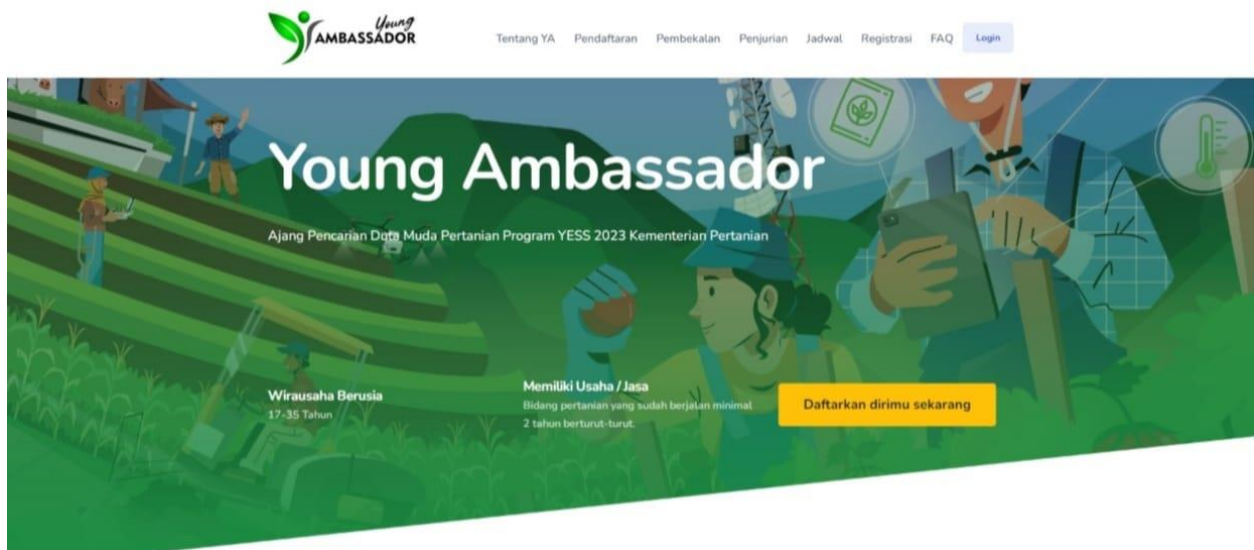 Young
AMBASSADOR
Tentang YA Pendaftaran Pembekalan Penjurian Jadwal Registrasi FAQ Login
Young Ambassador
Ajang Pencarian Duta Muda Pertanian Program YESS 2023 Kementerian Pertanian
Wirausaha Berusia
17-35 Tahun
Memiliki Usaha / Jasa
Bidang pertanian yang sudah berjalan minimal
2 tahun berturut-turut.
Daftarkan dirimu sekarang